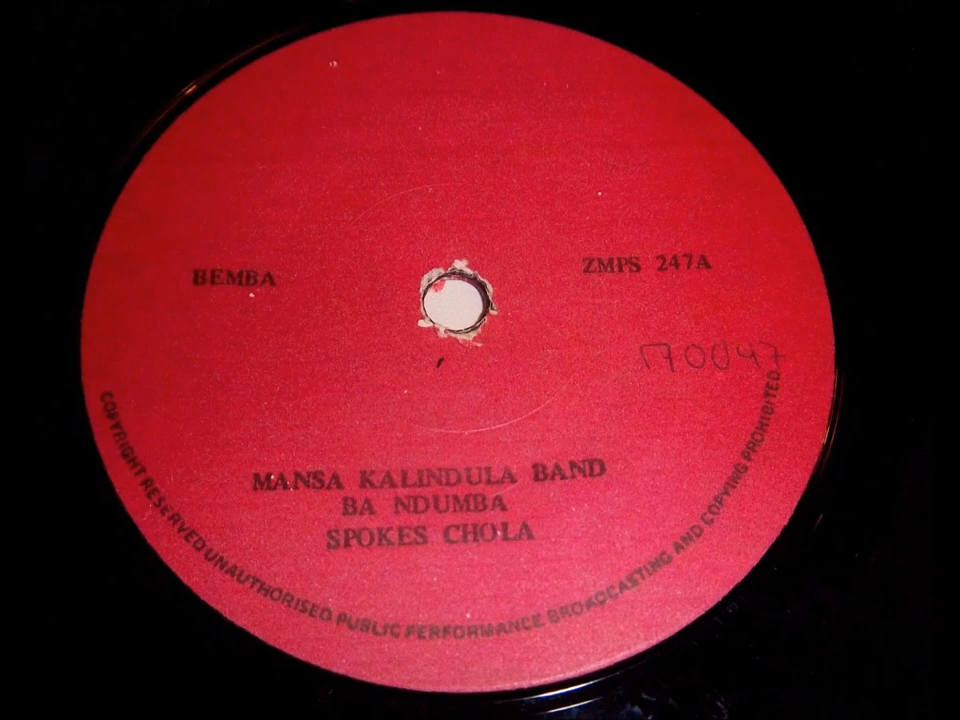 BEMBA
ZMPS 247A
170047
MANSA KALINDULA BAND
BA NDUMBA
SPOKES CHOLA
COPYRIGHT RESERVED UNAUTHORISED PUBLIC PERFORMANCE BROADCASTING AND COPYING PROHIBITED